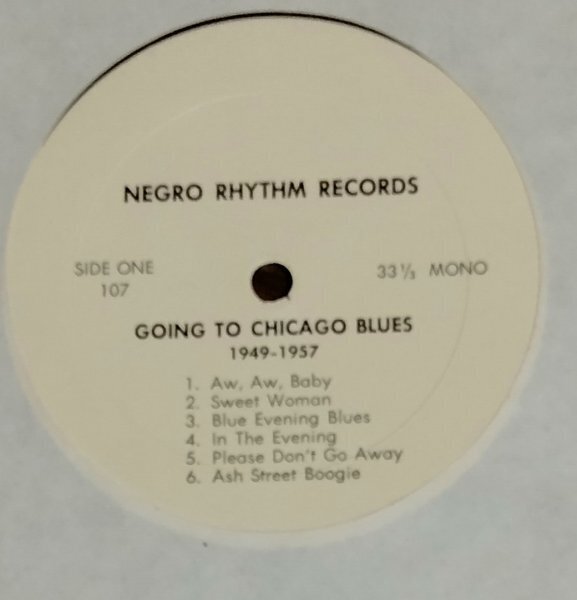 NEGRO RHYTHM RECORDS
SIDE ONE
107
33⅓ MONO
GOING TO CHICAGO BLUES
1949-1957
1. Aw, Aw, Baby
2. Sweet Woman
3. Blue Evening Blues
4. In The Evening
5. Please Don't Go Away
6. Ash Street Boogie